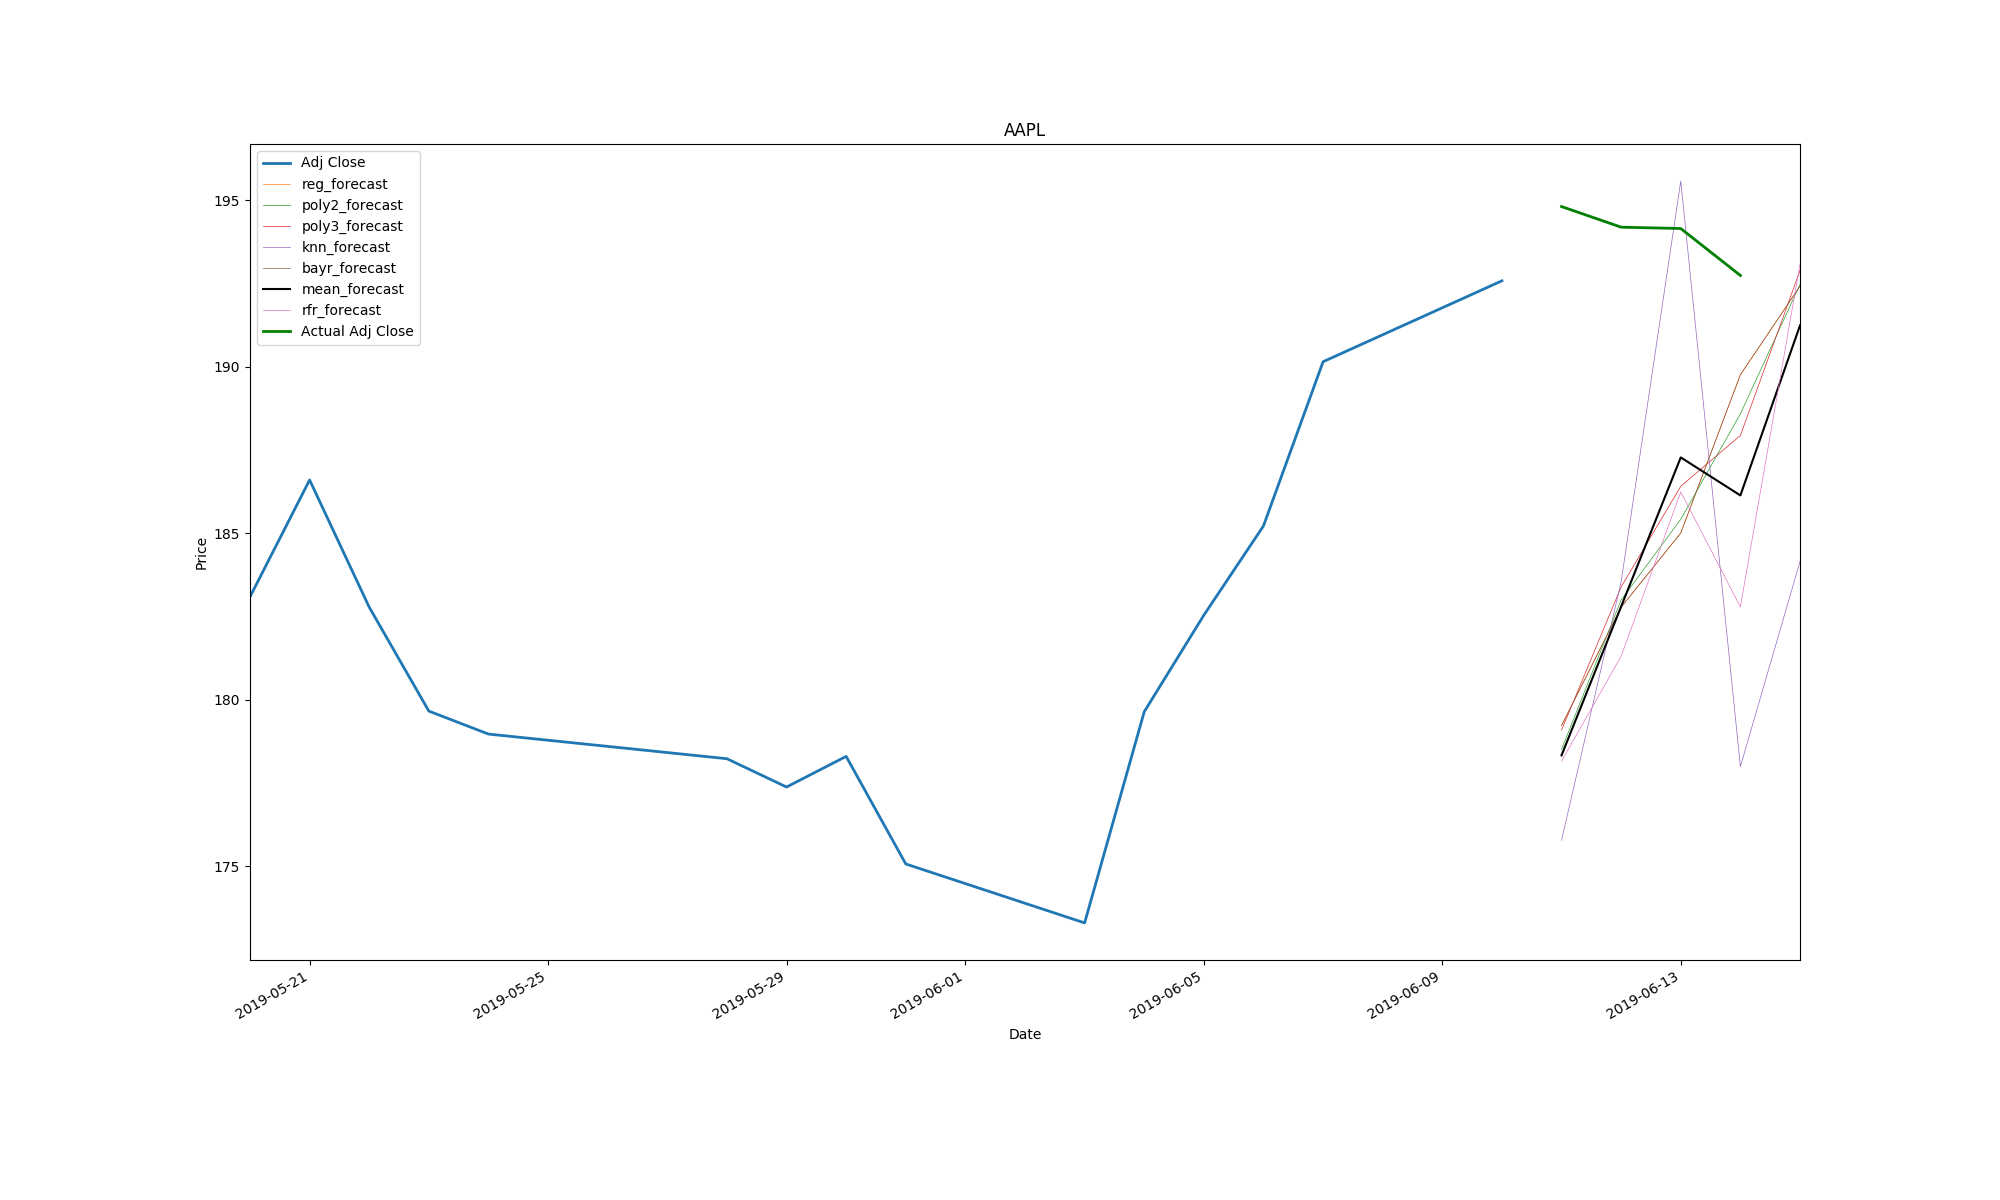 AAPL
Adj Close
reg_forecast
poly2_forecast
poly3_forecast
knn_forecast
bayr_forecast
mean_forecast
rfr_forecast
Actual Adj Close
195
190
185
180
175
Price
2019-05-21
2019-05-25
2019-05-29
2019-06-01
2019-06-05
2019-06-09
2019-06-13
Date